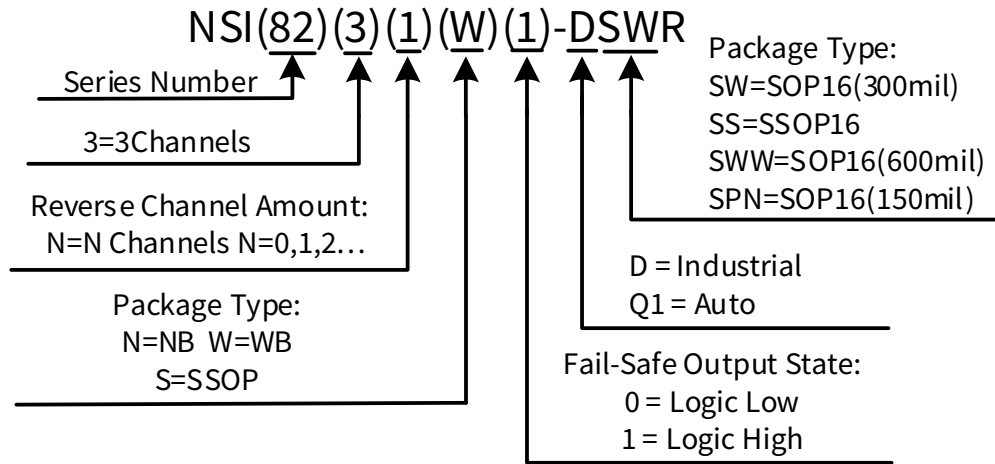 NSI(82)(3)(1)(W)(1)-DSWR
Series Number
3=3Channels
Reverse Channel Amount:
N=N Channels N=0,1,2...
Package Type:
N=NB W=WB
S=SSOP
Package Type:
SW=SOP16(300mil)
SS=SSOP16
SWW=SOP16(600mil)
SPN=SOP16(150mil)
D = Industrial
Q1 = Auto
Fail-Safe Output State:
0 = Logic Low
1 = Logic High